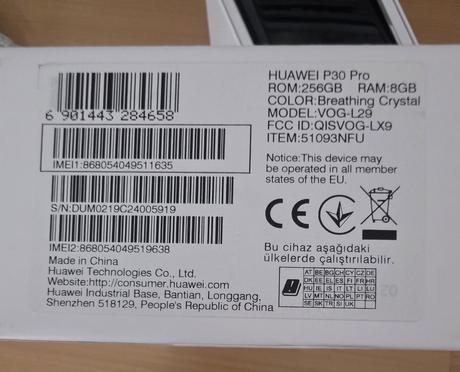 HUAWEI P30 Pro
ROM:256GB RAM:8GB
COLOR:Breathing Crystal
MODEL:VOG-L29
FCC ID:QISVOG-LX9
ITEM:51093NFU
6 901443 284658
IMEI1:868054049511635
S/N:DUM0219C24005919
IMEI2:868054049519638
Made in China
Huawei Technologies Co., Ltd.
Website:http://consumer.huawei.com
Huawei Industrial Base, Bantian, Longgang,
Shenzhen 518129, People's Republic of China
Notice:This device may
be operated in all member
states of the EU.
CE
Bu cihaz aşağıdaki
ülkelerde çalıştırılabilir.
AT BE BG CH CY CZ DE
DK EE EL ES FI FR HR
HU IE IS IT LI LT LU
LV MT NL NO PL PT RO
SE SK TR SI UK